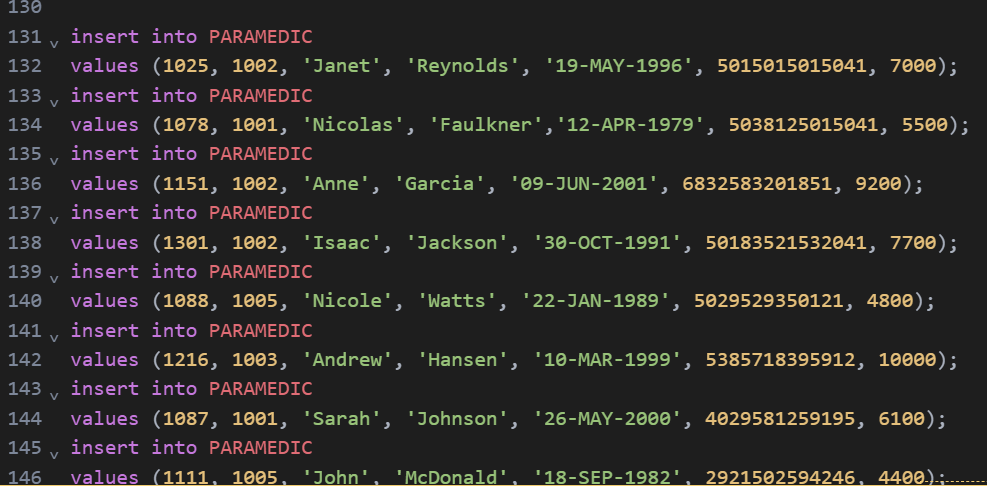 130
131 insert into PARAMEDIC
132 values (1025, 1002, 'Janet', 'Reynolds', '19-MAY-1996', 5015015015041, 7000);
133 insert into PARAMEDIC
134 values (1078, 1001, 'Nicolas', 'Faulkner','12-APR-1979', 5038125015041, 5500);
135 insert into PARAMEDIC
136 values (1151, 1002, 'Anne', 'Garcia', '09-JUN-2001', 6832583201851, 9200);
137 insert into PARAMEDIC
138 values (1301, 1002, 'Isaac', 'Jackson', '30-OCT-1991', 50183521532041, 7700);
139 insert into PARAMEDIC
140 values (1088, 1005, 'Nicole', 'Watts', '22-JAN-1989', 5029529350121, 4800);
141 insert into PARAMEDIC
142 values (1216, 1003, 'Andrew', 'Hansen', '10-MAR-1999', 5385718395912, 10000);
143 insert into PARAMEDIC
144 values (1087, 1001, 'Sarah', 'Johnson', '26-MAY-2000', 4029581259195, 6100);
145 insert into PARAMEDIC
146 values (1111, 1005, 'John', 'McDonald', '18-SEP-1982', 2921502594246, 4400);